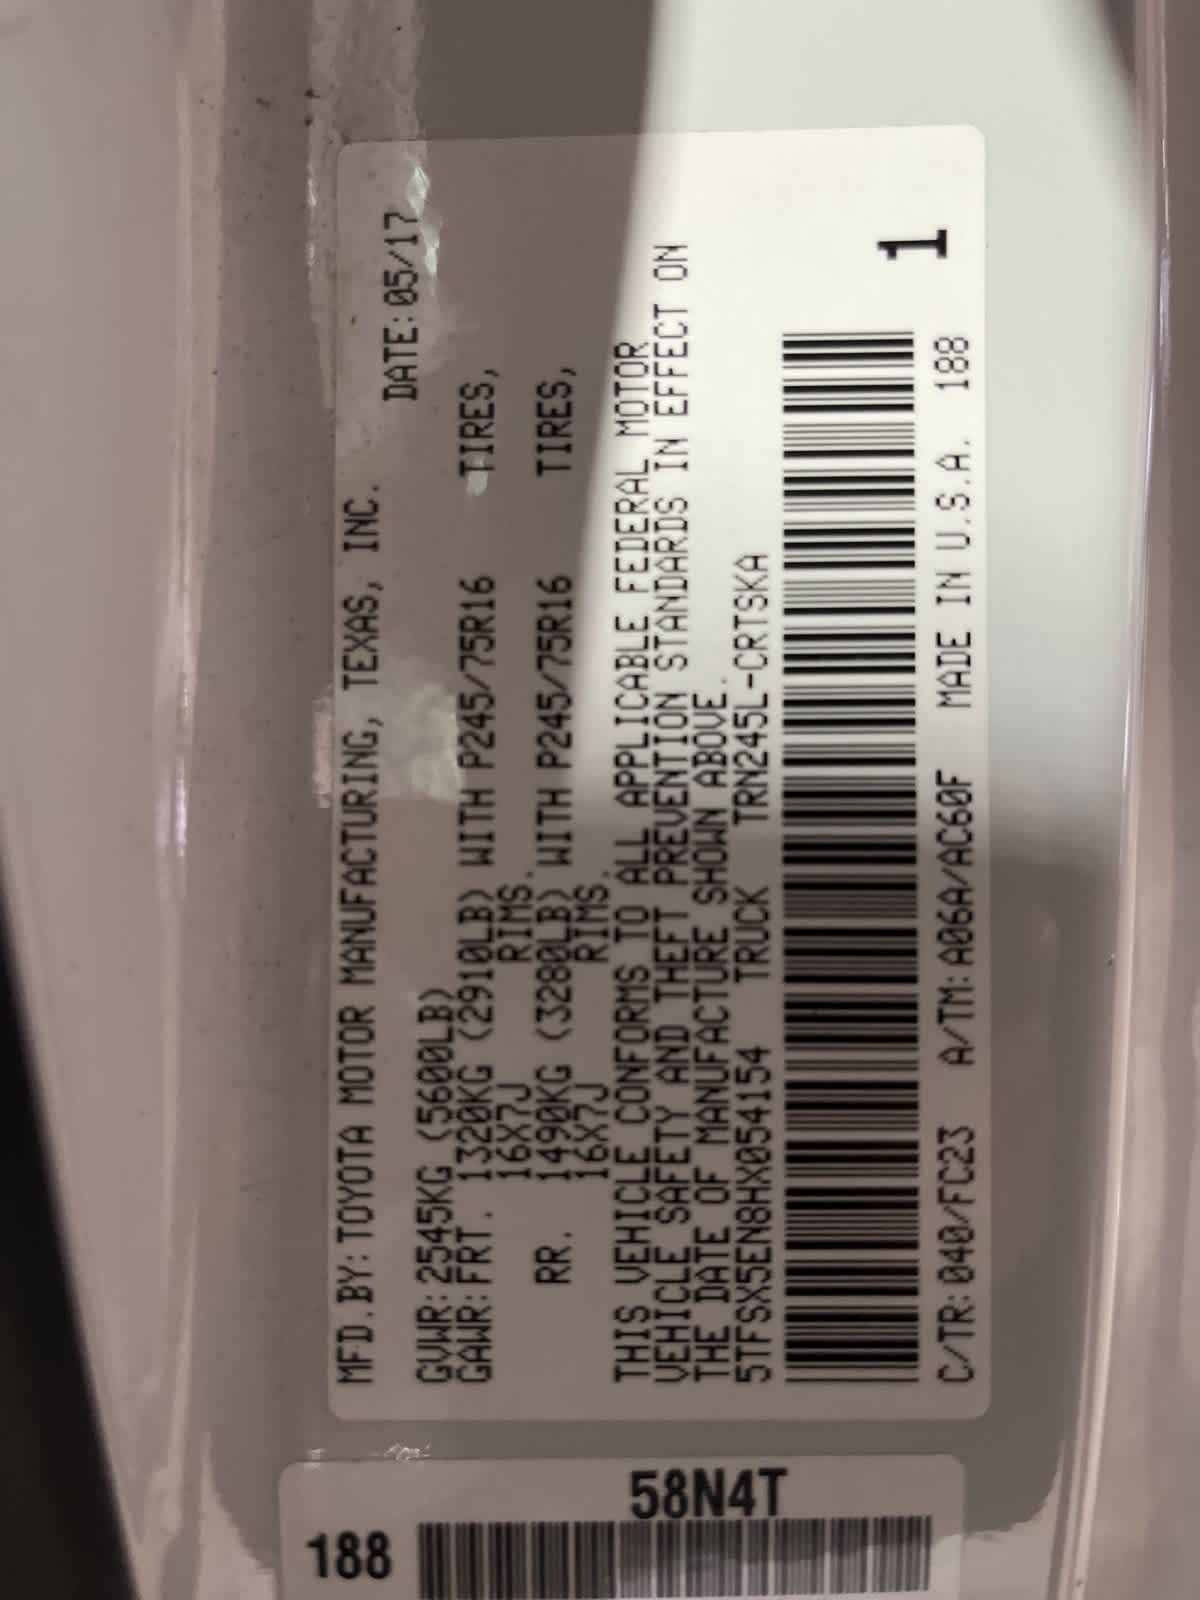 MFD.BY:TOYOTA MOTOR MANUFACTURING, TEXAS, INC.
DATE:05/17
GVWR:2545KG(5600LB)
GAWR:FRT. 1320KG (2910LB) WITH P245/75R16 TIRES,
16X7J RIMS.
RR. 1490KG (3280LB) WITH P245/75R16 TIRES,
16X7J RIMS.
THIS VEHICLE CONFORMS TO ALL APPLICABLE FEDERAL MOTOR
VEHICLE SAFETY AND THEFT PREVENTION STANDARDS IN EFFECT ON
THE DATE OF MANUFACTURE SHOWN ABOVE.
5TFSX5EN8HX054154 TRUCK TRN245L-CRTSKA
1
C/TR:040/FC23 A/TM:A06A/AC60F MADE IN U.S.A. 188
188
58N4T